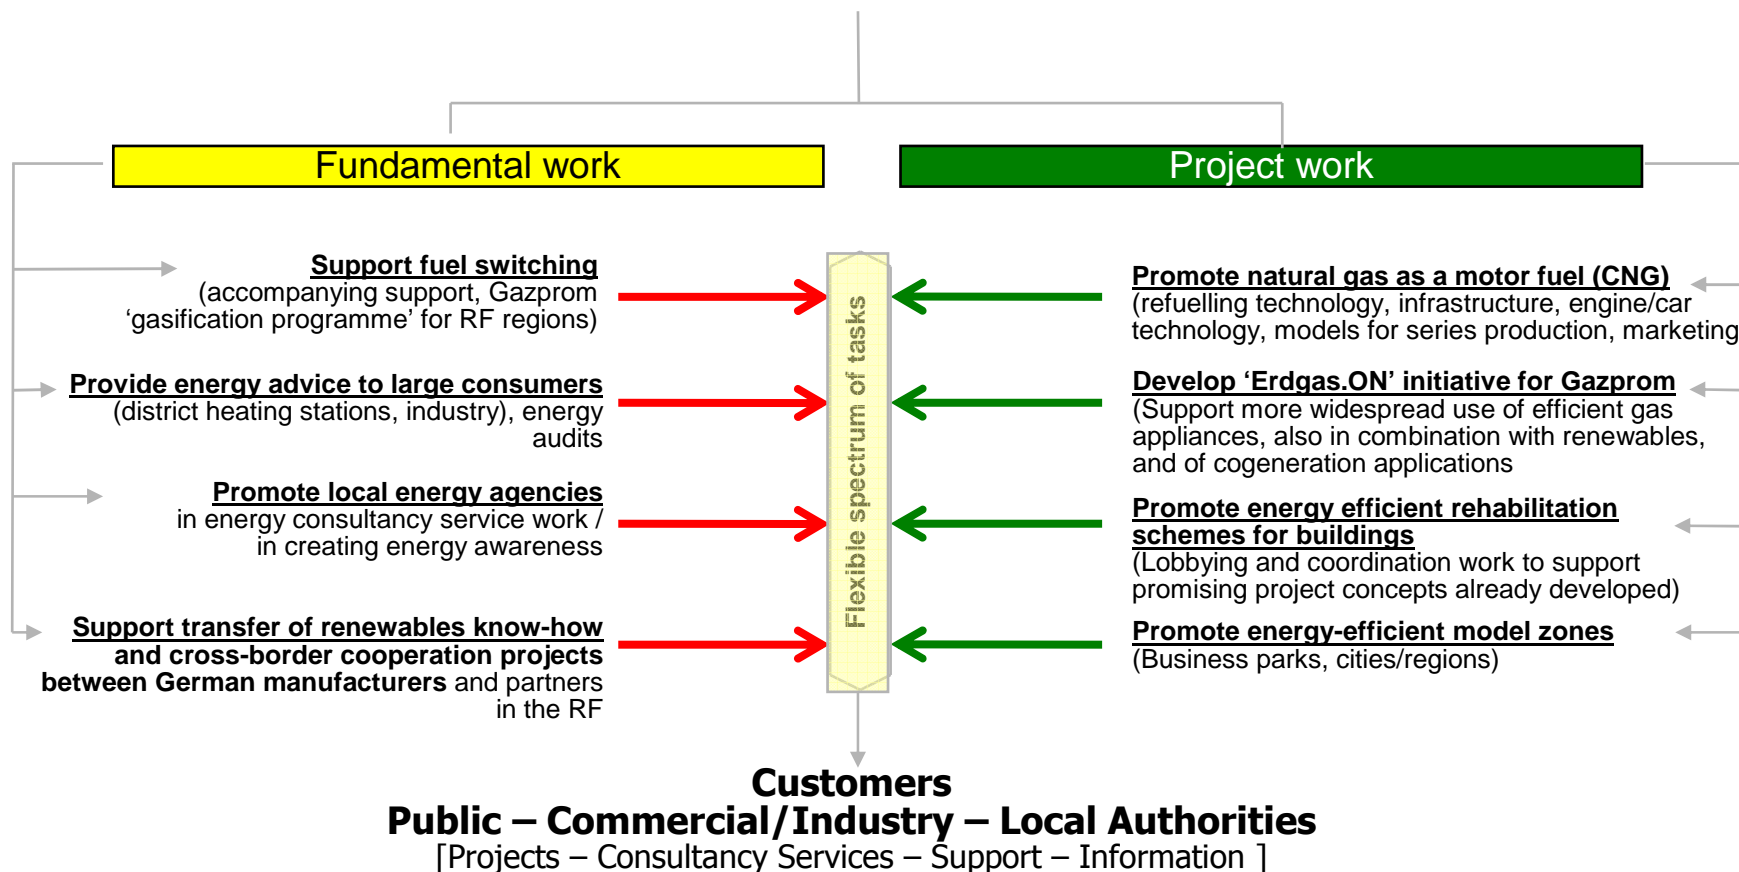 Fundamental work
Project work
Support fuel switching
(accompanying support, Gazprom
‘gasification programme’ for RF regions)
Provide energy advice to large consumers
(district heating stations, industry), energy
audits
Promote local energy agencies
in energy consultancy service work /
in creating energy awareness
Support transfer of renewables know-how
and cross-border cooperation projects
between German manufacturers and partners
in the RF
Flexible spectrum of tasks
Promote natural gas as a motor fuel (CNG)
(refuelling technology, infrastructure, engine/car
technology, models for series production, marketing
Develop ‘Erdgas.ON’ initiative for Gazprom
(Support more widespread use of efficient gas
appliances, also in combination with renewables,
and of cogeneration applications
Promote energy efficient rehabilitation
schemes for buildings
(Lobbying and coordination work to support
promising project concepts already developed)
Promote energy-efficient model zones
(Business parks, cities/regions)
Customers
Public – Commercial/Industry – Local Authorities
[Projects – Consultancy Services – Support – Information ]